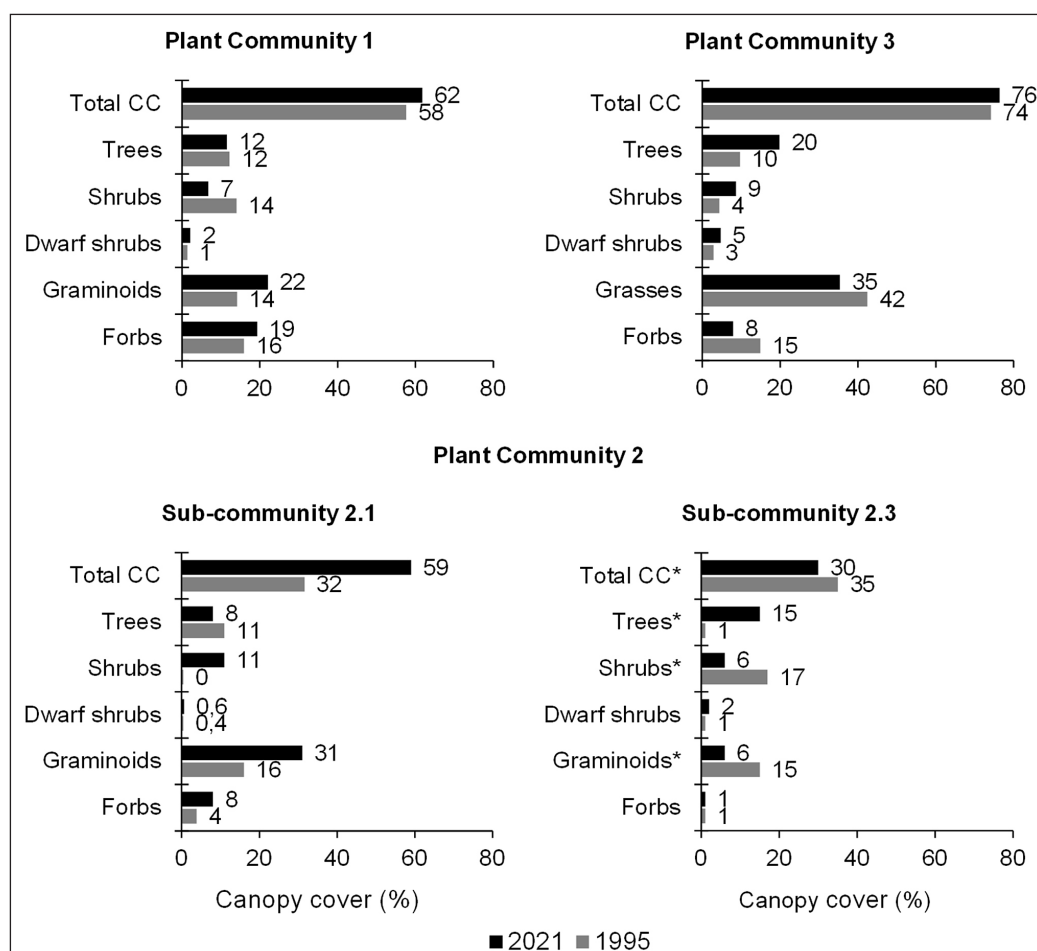 Plant Community 1
Total CC 62
58
Trees 12
12
Shrubs 7
14
Dwarf shrubs 2
1
Graminoids 22
14
Forbs 19
16
0 20 40 60 80
Plant Community 3
Total CC 76
74
Trees 20
10
Shrubs 9
4
Dwarf shrubs 5
3
Grasses 35
42
Forbs 8
15
0 20 40 60 80
Plant Community 2
Sub-community 2.1
Total CC 59
32
Trees 8
11
Shrubs 11
0
Dwarf shrubs 0,6
0,4
Graminoids 31
16
Forbs 8
4
0 20 40 60 80
Canopy cover (%)
Sub-community 2.3
Total CC* 30
35
Trees* 15
1
Shrubs* 6
17
Dwarf shrubs 2
1
Graminoids* 6
15
Forbs 1
1
0 20 40 60 80
Canopy cover (%)
2021 1995